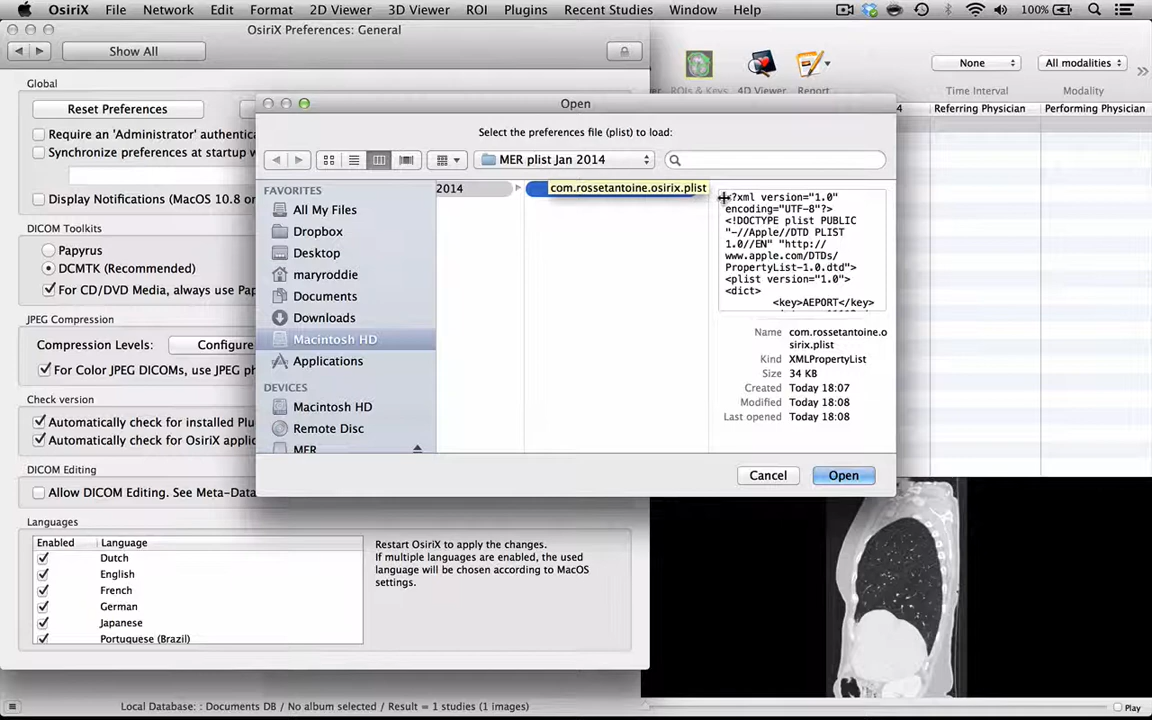 OsiriX File Network Edit Format 2D Viewer 3D Viewer ROI Plugins Recent Studies Window Help 100%
OsiriX Preferences: General
Show All
Global
Reset Preferences
Require an 'Administrator' authentica
Synchronize preferences at startup w
Display Notifications (MacOS 10.8 or
DICOM Toolkits
Papyrus
DCMTK (Recommended)
For CD/DVD Media, always use Pap
JPEG Compression
Compression Levels: Configure
For Color JPEG DICOMs, use JPEG ph
Check version
Automatically check for installed Plu
Automatically check for OsiriX applic
DICOM Editing
Allow DICOM Editing. See Meta-Data
Languages
Enabled Language
Dutch
English
French
German
Japanese
Portuguese (Brazil)
Restart OsiriX to apply the changes.
If multiple languages are enabled, the used
language will be chosen according to MacOS
settings.
Open
Select the preferences file (plist) to load:
MER plist Jan 2014
FAVORITES
All My Files
Dropbox
Desktop
maryroddie
Documents
Downloads
Macintosh HD
Applications
DEVICES
Macintosh HD
Remote Disc
MER
2014
com.rossetantoine.osirix.plist
<?xml version="1.0"
encoding="UTF-8"?>
<!DOCTYPE plist PUBLIC
"-//Apple//DTD PLIST
1.0//EN" "http://
www.apple.com/DTDs/
PropertyList-1.0.dtd">
<plist version="1.0">
<dict>
<key>AEPORT</key>
Name com.rossetantoine.o
sirix.plist
Kind XMLPropertyList
Size 34 KB
Created Today 18:07
Modified Today 18:08
Last opened Today 18:08
Cancel Open
None All modalities
ROIs & Keys 4D Viewer Report Time Interval Modality
Referring Physician Performing Physician
Local Database: : Documents DB / No album selected / Result = 1 studies (1 images)
Play